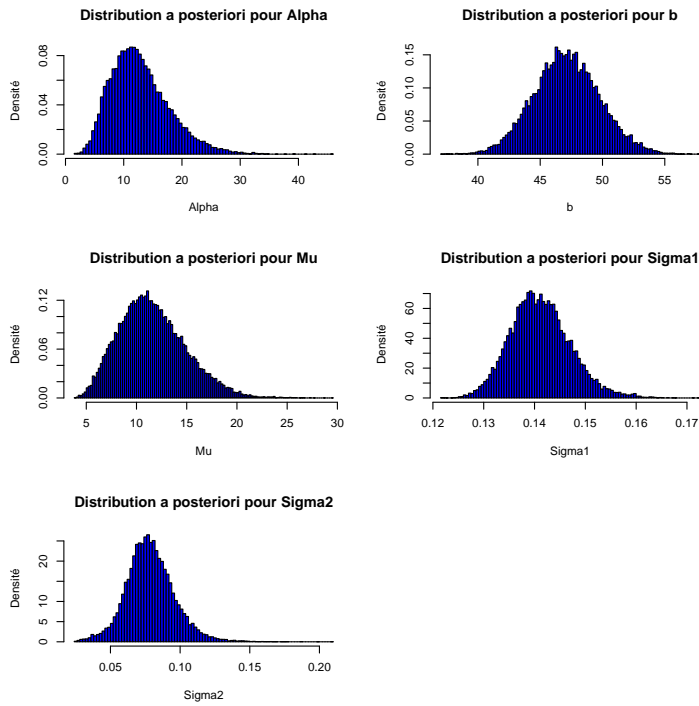 Distribution a posteriori pour Alpha
Densité
0.00 0.04 0.08
0 10 20 30 40
Alpha
Distribution a posteriori pour b
Densité
0.00 0.05 0.10 0.15
40 45 50 55
b
Distribution a posteriori pour Mu
Densité
0.00 0.06 0.12
5 10 15 20 25 30
Mu
Distribution a posteriori pour Sigma1
Densité
0 20 40 60
0.12 0.13 0.14 0.15 0.16 0.17
Sigma1
Distribution a posteriori pour Sigma2
Densité
0 5 10 20
0.05 0.10 0.15 0.20
Sigma2